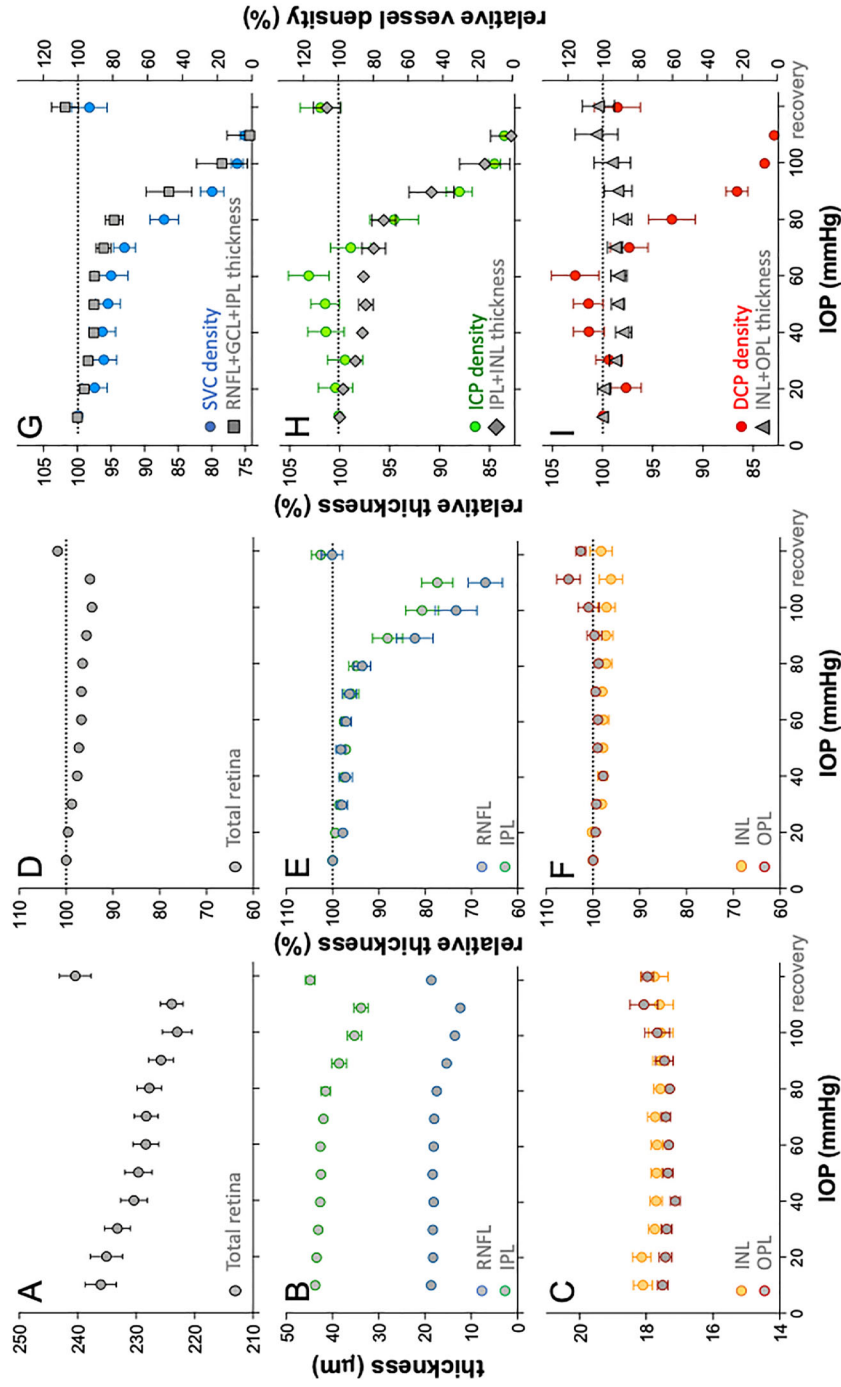 A
250
240
230
220
210
Total retina
B
50
40
30
20
10
0
RNFL
IPL
thickness (µm)
C
20
18
16
14
INL
OPL
0
20
40
60
80
100
recovery
IOP (mmHg)
D
110
100
90
80
70
60
Total retina
E
110
100
90
80
70
60
RNFL
IPL
relative thickness (%)
F
110
100
90
80
70
60
INL
OPL
0
20
40
60
80
100
recovery
IOP (mmHg)
G
105
100
95
90
85
80
75
120
100
80
60
40
20
0
SVC density
RNFL+GCL+IPL thickness
H
105
100
95
90
85
120
100
80
60
40
20
0
ICP density
IPL+INL thickness
relative thickness (%)
relative vessel density (%)
I
105
100
95
90
85
120
100
80
60
40
20
0
DCP density
INL+OPL thickness
0
20
40
60
80
100
recovery
IOP (mmHg)